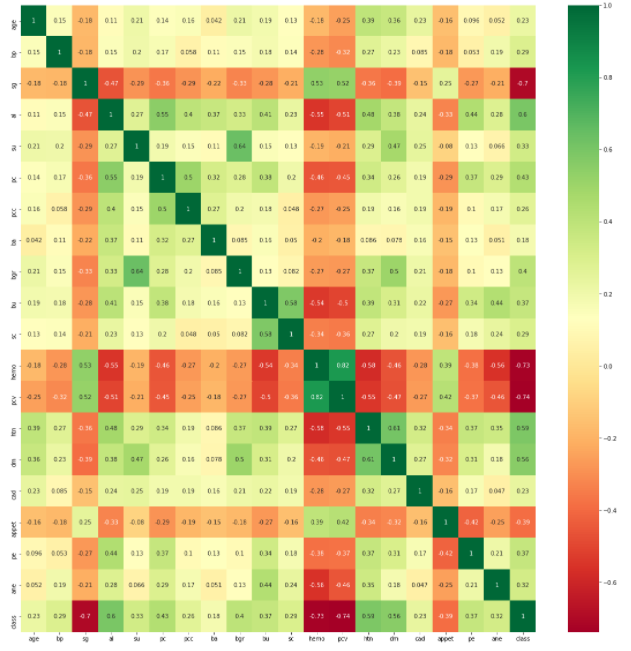 age 1 0.15 -0.18 0.11 0.21 0.14 0.16 0.042 0.21 0.19 0.13 -0.18 -0.25 0.39 0.36 0.23 -0.16 0.096 0.052 0.23
bp 0.15 1 -0.18 0.15 0.2 0.17 0.058 0.11 0.15 0.18 0.14 -0.28 -0.32 0.27 0.23 0.085 -0.18 0.053 0.19 0.29
sg -0.18 -0.18 1 -0.47 -0.29 -0.36 -0.29 -0.22 -0.33 -0.28 -0.21 0.53 0.52 -0.36 -0.39 -0.15 0.25 -0.27 -0.21 -0.7
al 0.11 0.15 -0.47 1 0.27 0.55 0.4 0.37 0.33 0.41 0.23 -0.55 -0.51 0.48 0.38 0.24 -0.33 0.44 0.28 0.6
su 0.21 0.2 -0.29 0.27 1 0.19 0.15 0.11 0.64 0.15 0.13 -0.19 -0.21 0.29 0.47 0.25 0.13 0.066 0.33
pc 0.14 0.17 -0.36 0.55 0.19 1 0.5 0.32 0.28 0.38 0.2 -0.46 -0.45 0.34 0.26 0.19 -0.29 0.37 0.29 0.43
pcc 0.16 0.058 -0.29 0.4 0.15 0.5 1 0.27 0.2 0.18 0.048 -0.27 -0.25 0.19 0.16 0.19 -0.19 0.1 0.17 0.26
ba 0.042 0.11 -0.22 0.37 0.11 0.32 0.27 1 0.085 0.16 0.05 -0.2 -0.18 0.086 0.078 0.16 -0.15 0.13 0.051 0.18
bgr 0.21 0.15 -0.33 0.33 0.64 0.28 0.2 0.085 1 0.13 0.082 -0.27 -0.27 0.37 0.5 0.21 -0.18 0.1 0.13 0.4
bu 0.19 0.18 -0.28 0.41 0.15 0.38 0.18 0.16 0.13 1 0.58 -0.54 -0.5 0.39 0.31 0.22 -0.27 0.34 0.44 0.37
sc 0.13 0.14 -0.21 0.23 0.13 0.2 0.048 0.05 0.082 0.58 1 -0.34 -0.36 0.27 0.2 0.19 -0.16 0.18 0.24 0.29
hemo -0.18 -0.28 0.53 -0.55 -0.19 -0.46 -0.27 -0.2 -0.27 -0.54 -0.34 1 0.82 -0.46 -0.28 0.39 -0.38 -0.73
pcv -0.25 -0.32 0.52 -0.51 -0.21 -0.45 -0.25 -0.18 -0.27 -0.5 -0.36 0.82 1 -0.55 -0.47 -0.27 0.42 -0.37 -0.46 -0.74
htn 0.39 0.27 -0.36 0.48 0.29 0.34 0.19 0.086 0.37 0.39 0.27 -0.55 1 0.61 0.32 -0.34 0.37 0.35 0.59
dm 0.36 0.23 -0.39 0.38 0.47 0.26 0.16 0.078 0.5 0.31 0.2 -0.47 0.61 1 0.27 -0.32 0.31 0.18 0.56
cad 0.23 0.085 -0.15 0.24 0.25 0.19 0.19 0.16 0.21 0.22 0.19 -0.28 -0.27 0.32 0.27 1 -0.16 0.17 0.047 0.23
appet -0.16 -0.18 0.25 -0.33 -0.08 -0.29 -0.19 -0.15 -0.18 -0.27 -0.16 0.39 0.42 -0.34 -0.32 -0.16 1 -0.42 -0.25 -0.39
pe 0.096 0.053 -0.27 0.44 0.13 0.37 0.1 0.13 0.1 0.34 0.18 -0.38 -0.37 0.37 0.31 0.17 -0.42 1 0.21 0.37
ane 0.052 0.19 -0.21 0.28 0.066 0.29 0.17 0.051 0.13 0.44 0.24 -0.46 0.35 0.18 0.047 -0.25 0.21 1 0.32
class 0.23 0.29 -0.7 0.6 0.33 0.43 0.26 0.18 0.4 0.37 0.29 -0.73 -0.74 0.59 0.56 0.23 -0.39 0.37 0.32 1
age bp sg al su pc pcc ba bgr bu sc hemo pcv htn dm cad appet pe ane class
1.0
0.8
0.6
0.4
0.2
0.0
-0.2
-0.4
-0.6